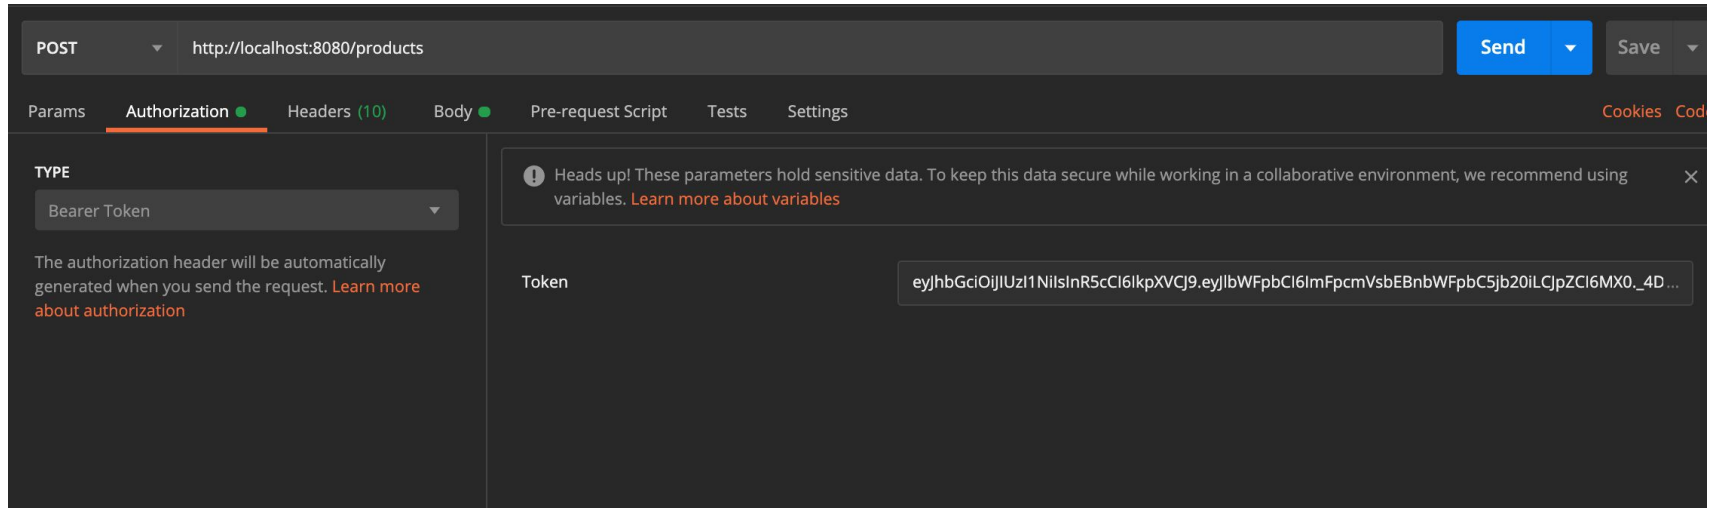 POST http://localhost:8080/products Send Save
Params Authorization Headers (10) Body Pre-request Script Tests Settings Cookies
TYPE
Bearer Token
The authorization header will be automatically
generated when you send the request. Learn more
about authorization
Heads up! These parameters hold sensitive data. To keep this data secure while working in a collaborative environment, we recommend using
variables. Learn more about variables
Token
eyJhbGciOiJIUzI1NiIsInR5cCI6IkpXVCJ9.eyJlbWFpbCI6ImFpcmVsbEBnbWFpbC5jb20iLCJpZCI6MX0._4D...